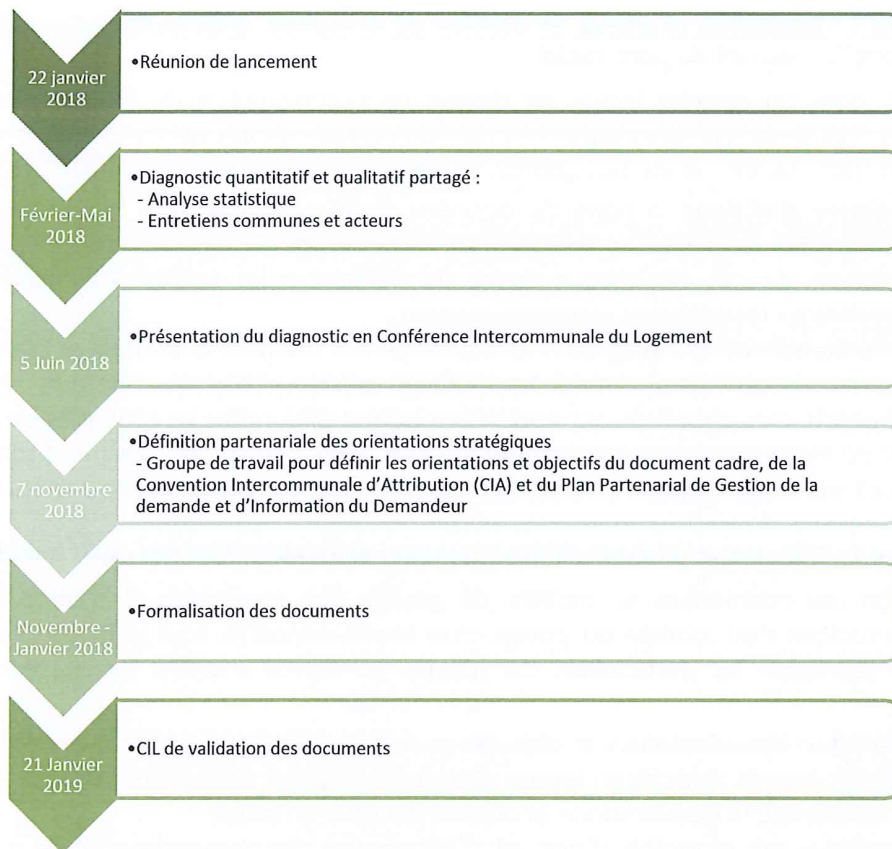 22 janvier
2018
•Réunion de lancement
Février-Mai
2018
•Diagnostic quantitatif et qualitatif partagé :
- Analyse statistique
- Entretiens communes et acteurs
5 Juin 2018
•Présentation du diagnostic en Conférence Intercommunale du Logement
7 novembre
2018
•Définition partenariale des orientations stratégiques
- Groupe de travail pour définir les orientations et objectifs du document cadre, de la
Convention Intercommunale d'Attribution (CIA) et du Plan Partenarial de Gestion de la
demande et d'Information du Demandeur
Novembre -
Janvier 2018
•Formalisation des documents
21 Janvier
2019
•CIL de validation des documents